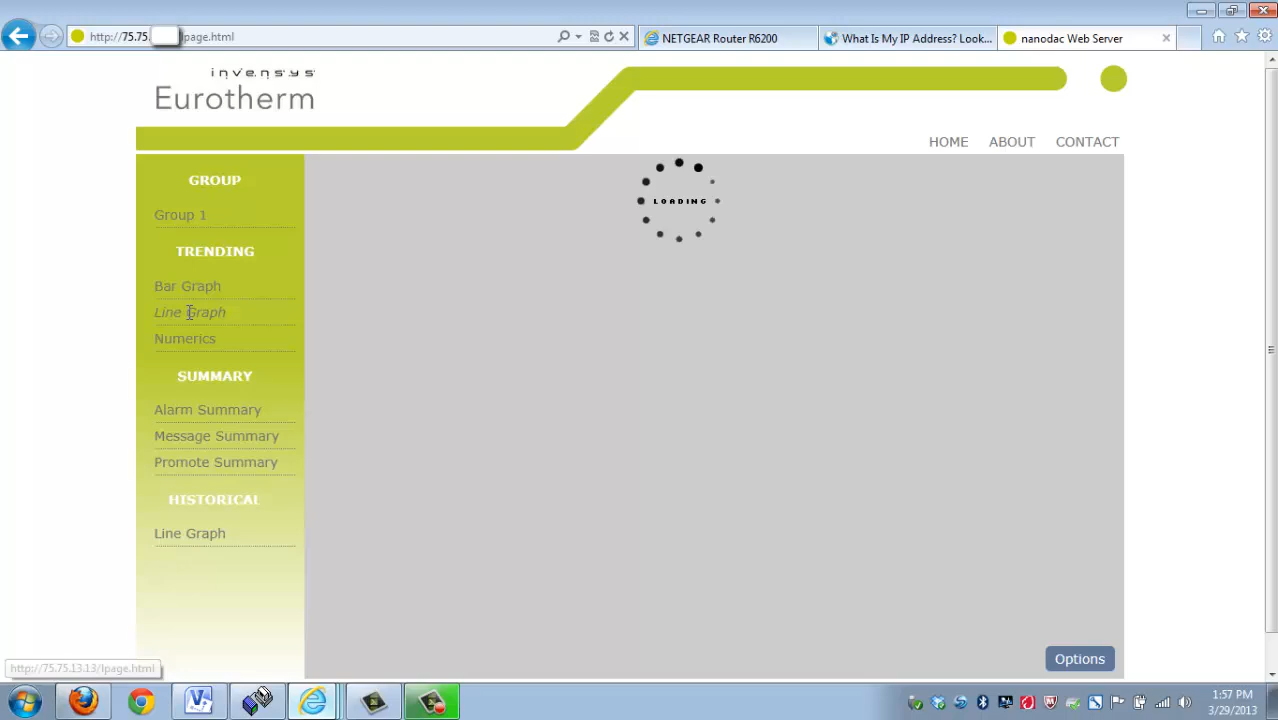 http://75.75. page.html
NETGEAR Router R6200
What Is My IP Address? Look...
nanodac Web Server
invensys
Eurotherm
HOME
ABOUT
CONTACT
GROUP
Group 1
TRENDING
Bar Graph
Line Graph
Numerics
SUMMARY
Alarm Summary
Message Summary
Promote Summary
HISTORICAL
Line Graph
LOADING
Options
http://75.75.13.13/lpage.html
1:57 PM
3/29/2013